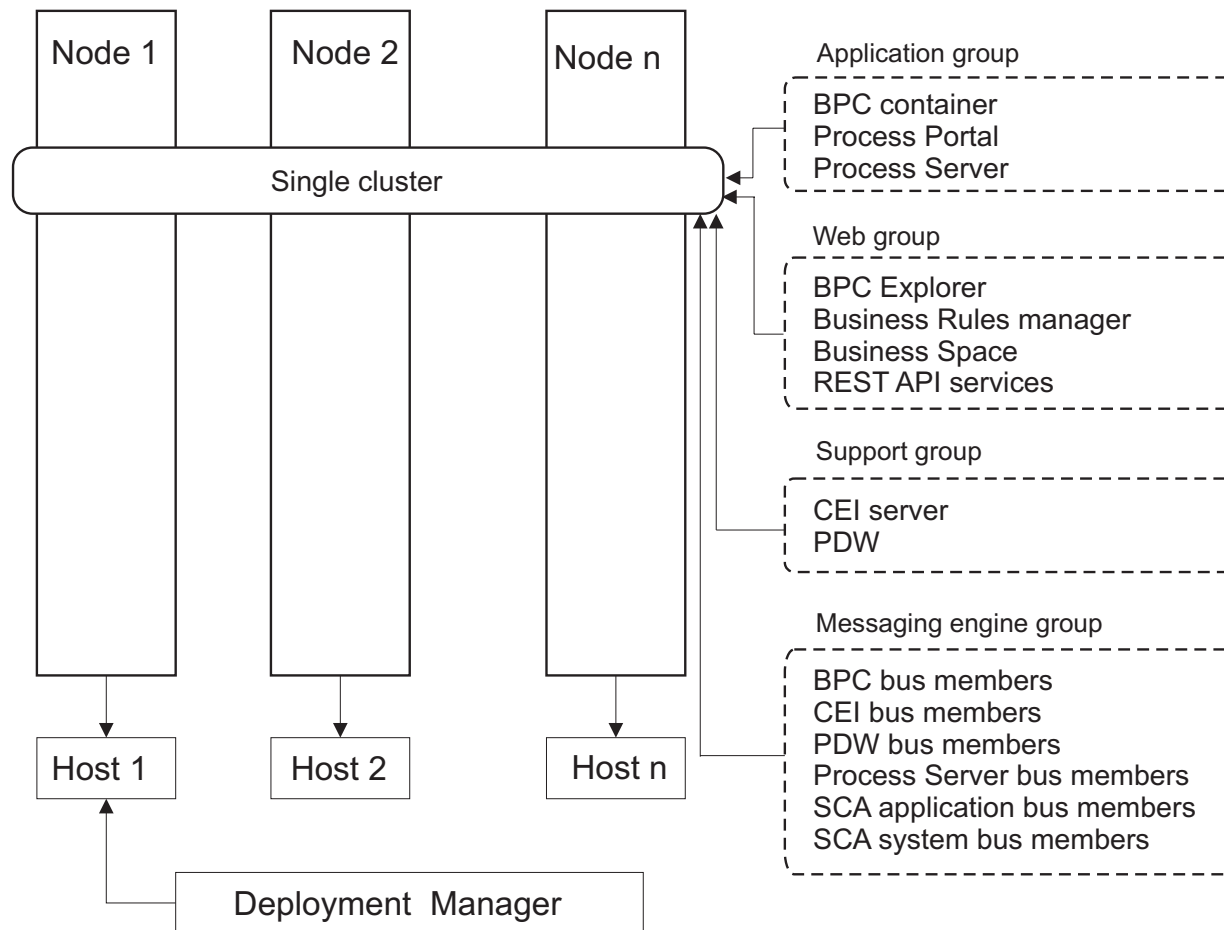 Node 1
Node 2
Node n
Single cluster
Host 1
Host 2
Host n
Deployment Manager
Application group
BPC container
Process Portal
Process Server
Web group
BPC Explorer
Business Rules manager
Business Space
REST API services
Support group
CEI server
PDW
Messaging engine group
BPC bus members
CEI bus members
PDW bus members
Process Server bus members
SCA application bus members
SCA system bus members